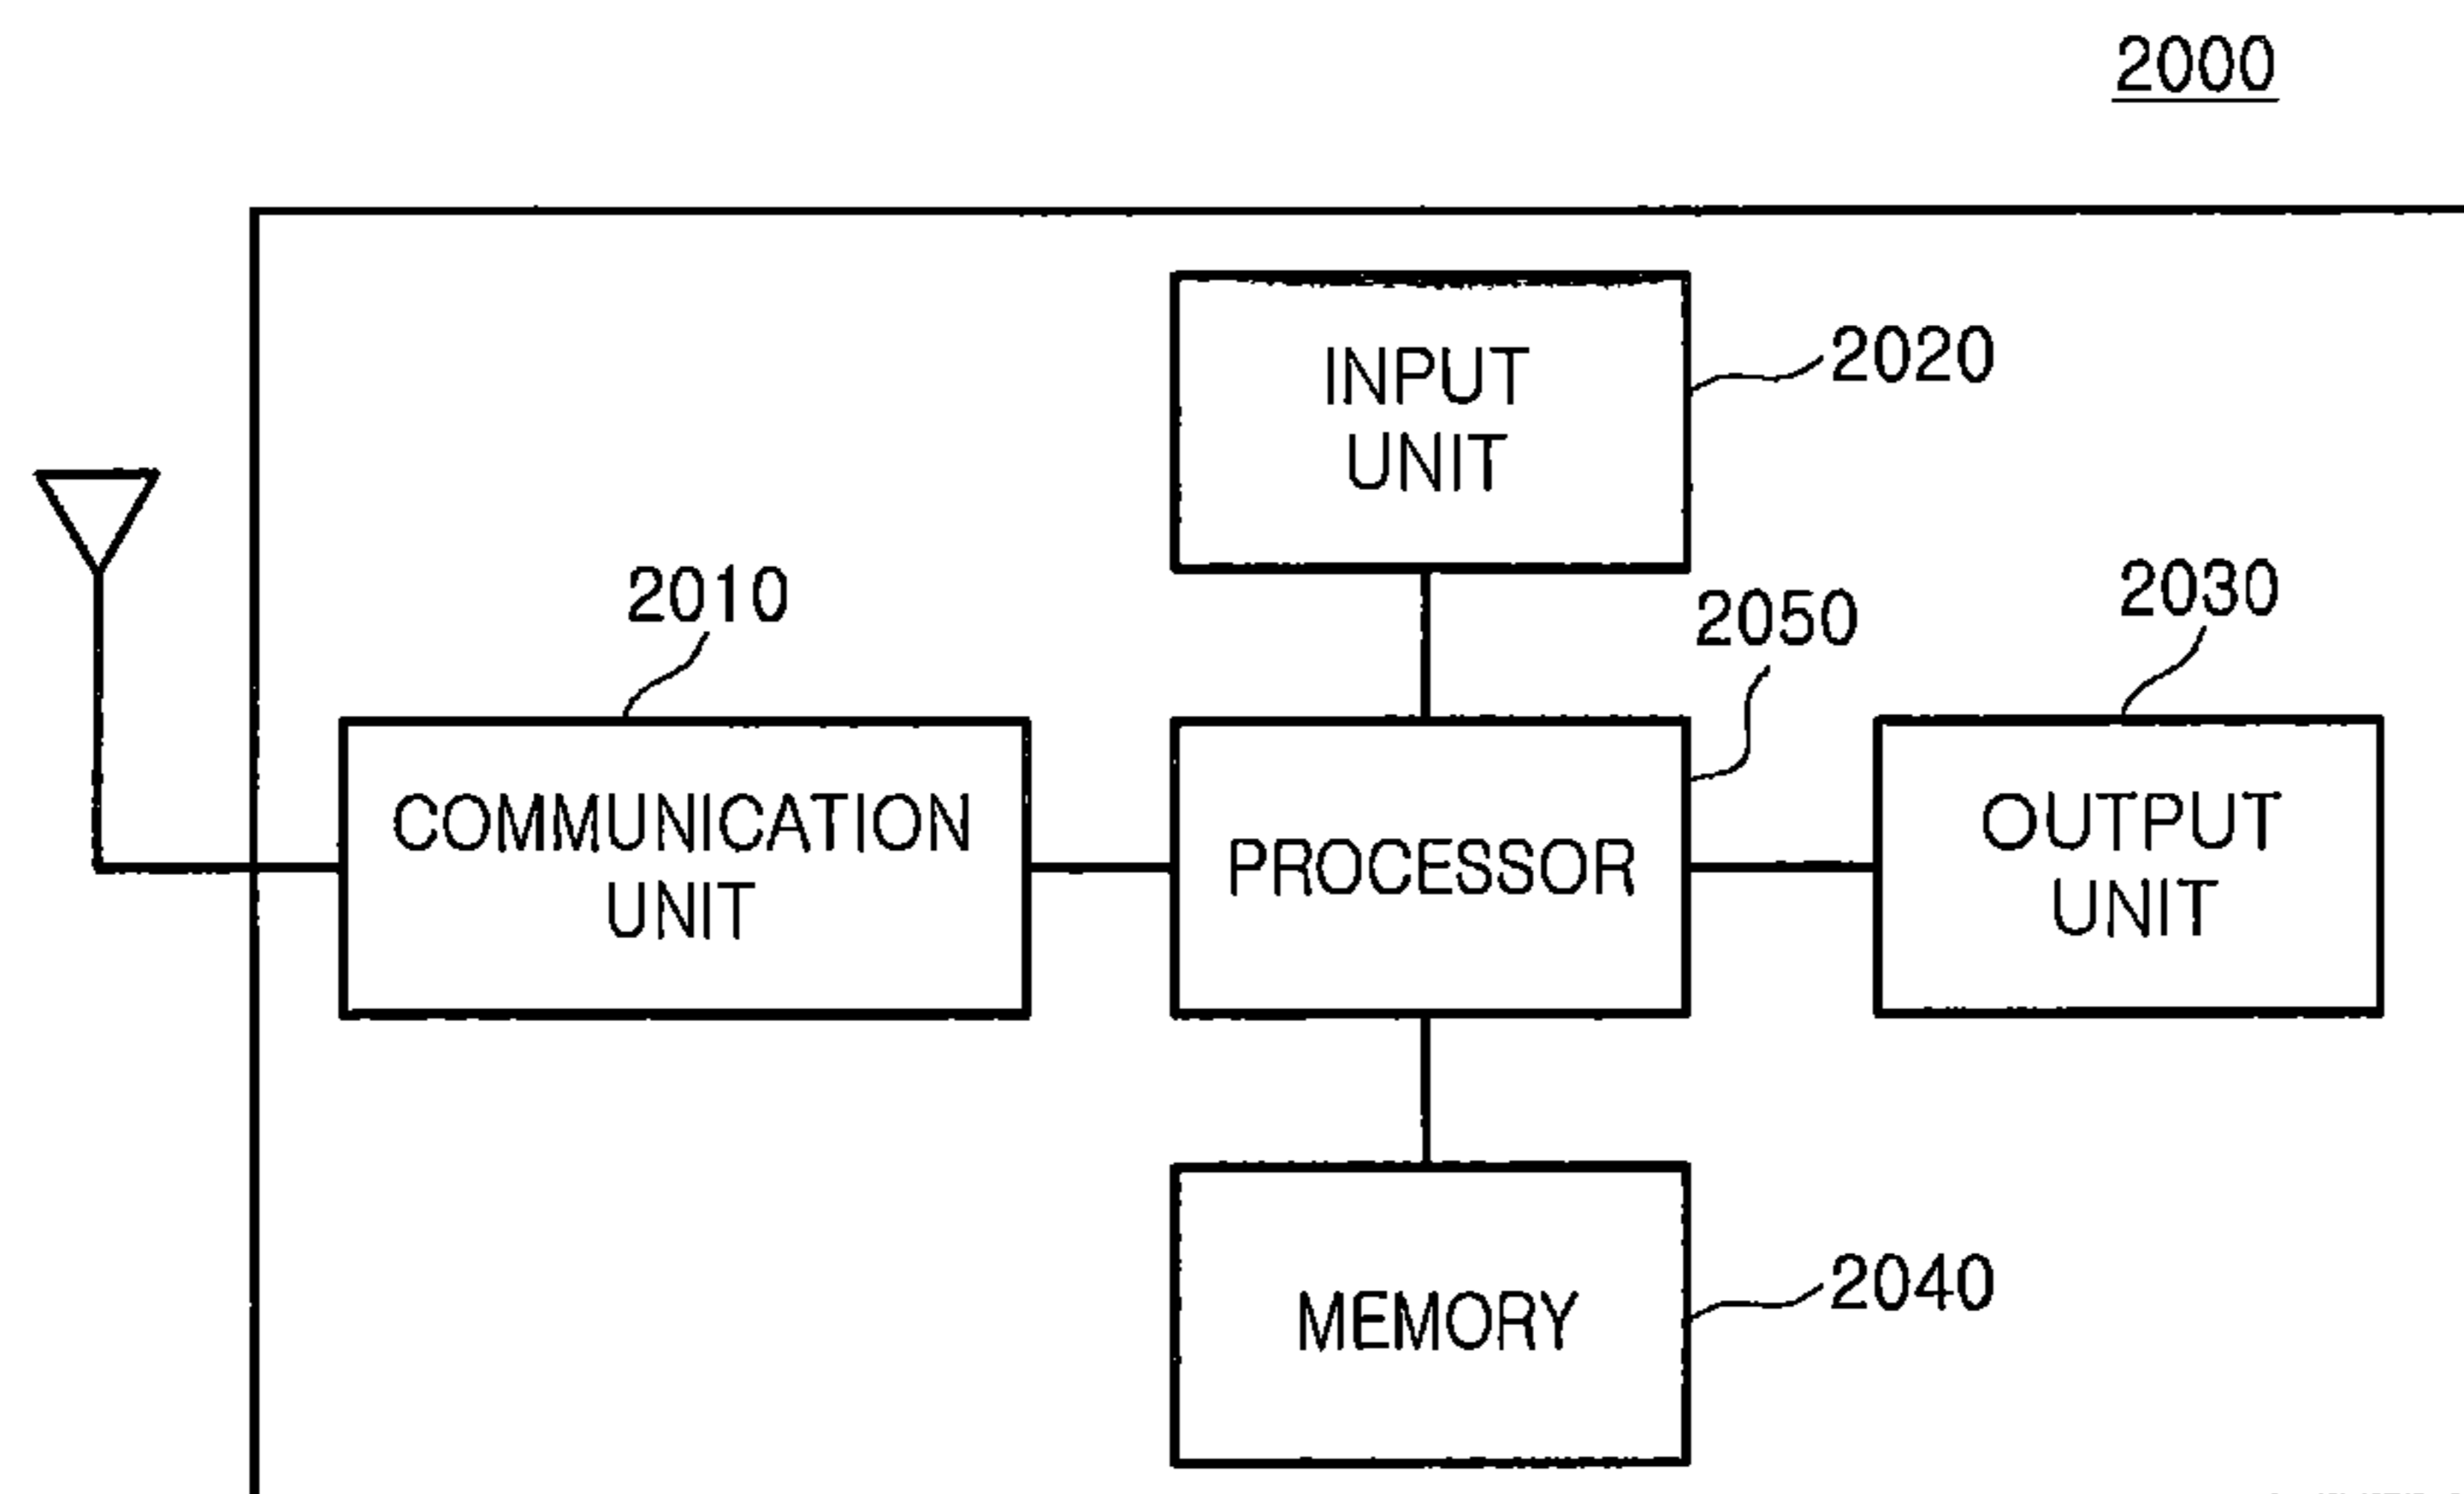 2000
INPUT
UNIT
2020
2010
2050
2030
COMMUNICATION
UNIT
PROCESSOR
OUTPUT
UNIT
MEMORY
2040